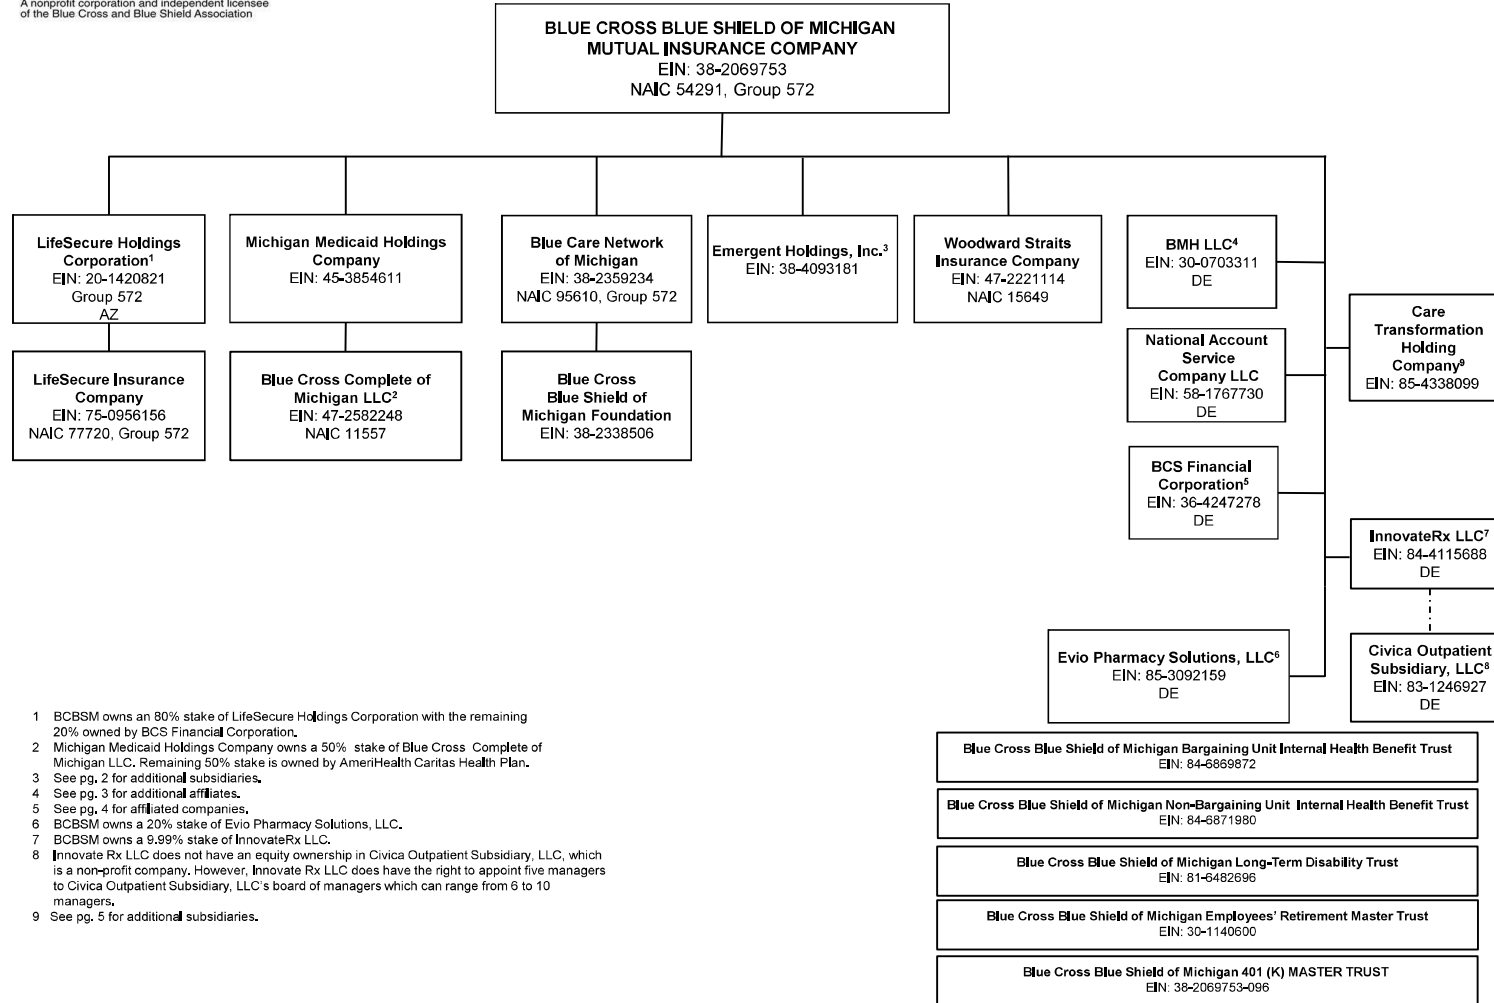 A nonprofit corporation and independent licensee
of the Blue Cross and Blue Shield Association
BLUE CROSS BLUE SHIELD OF MICHIGAN
MUTUAL INSURANCE COMPANY
EIN: 38-2069753
NAIC 54291, Group 572
LifeSecure Holdings
Corporation¹
EIN: 20-1420821
Group 572
AZ
Michigan Medicaid Holdings
Company
EIN: 45-3854611
Blue Care Network
of Michigan
EIN: 38-2359234
NAIC 95610, Group 572
Emergent Holdings, Inc.³
EIN: 38-4093181
Woodward Straits
Insurance Company
EIN: 47-2221114
NAIC 15649
BMH LLC⁴
EIN: 30-0703311
DE
Care
Transformation
Holding
Company⁹
EIN: 85-4338099
LifeSecure Insurance
Company
EIN: 75-0956156
NAIC 77720, Group 572
Blue Cross Complete of
Michigan LLC²
EIN: 47-2582248
NAIC 11557
Blue Cross
Blue Shield of
Michigan Foundation
EIN: 38-2338506
National Account
Service
Company LLC
EIN: 58-1767730
DE
BCS Financial
Corporation⁵
EIN: 36-4247278
DE
InnovateRx LLC⁷
EIN: 84-4115688
DE
Evio Pharmacy Solutions, LLC⁶
EIN: 85-3092159
DE
Civica Outpatient
Subsidiary, LLC⁸
EIN: 83-1246927
DE
1 BCBSM owns an 80% stake of LifeSecure Holdings Corporation with the remaining
20% owned by BCS Financial Corporation.
2 Michigan Medicaid Holdings Company owns a 50% stake of Blue Cross Complete of
Michigan LLC. Remaining 50% stake is owned by AmeriHealth Caritas Health Plan.
3 See pg. 2 for additional subsidiaries.
4 See pg. 3 for additional affiliates.
5 See pg. 4 for affiliated companies.
6 BCBSM owns a 20% stake of Evio Pharmacy Solutions, LLC.
7 BCBSM owns a 9.99% stake of InnovateRx LLC.
8 Innovate Rx LLC does not have an equity ownership in Civica Outpatient Subsidiary, LLC, which
is a non-profit company. However, Innovate Rx LLC does have the right to appoint five managers
to Civica Outpatient Subsidiary, LLC's board of managers which can range from 6 to 10
managers.
9 See pg. 5 for additional subsidiaries.
Blue Cross Blue Shield of Michigan Bargaining Unit Internal Health Benefit Trust
EIN: 84-6869872
Blue Cross Blue Shield of Michigan Non-Bargaining Unit Internal Health Benefit Trust
EIN: 84-6871980
Blue Cross Blue Shield of Michigan Long-Term Disability Trust
EIN: 81-6482696
Blue Cross Blue Shield of Michigan Employees' Retirement Master Trust
EIN: 30-1140600
Blue Cross Blue Shield of Michigan 401 (K) MASTER TRUST
EIN: 38-2069753-096